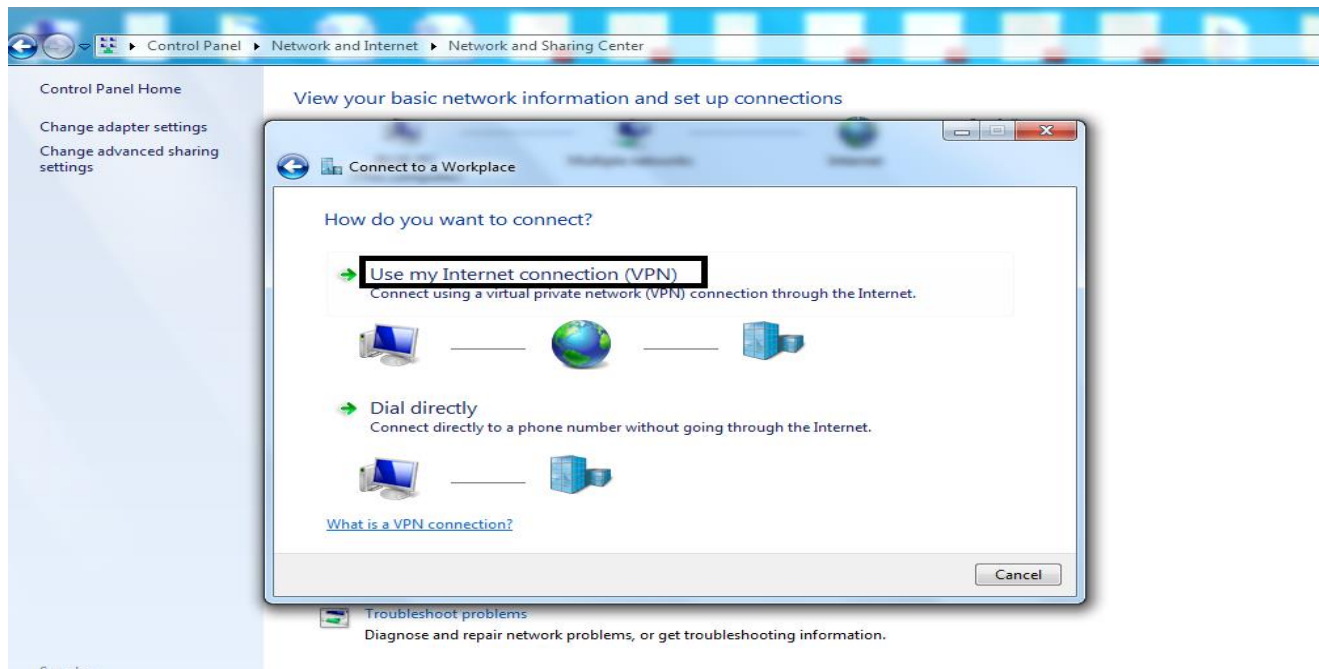 Control Panel ▸ Network and Internet ▸ Network and Sharing Center
Control Panel Home
Change adapter settings
Change advanced sharing
settings
View your basic network information and set up connections
Connect to a Workplace
How do you want to connect?
Use my Internet connection (VPN)
Connect using a virtual private network (VPN) connection through the Internet.
Dial directly
Connect directly to a phone number without going through the Internet.
What is a VPN connection?
Cancel
Troubleshoot problems
Diagnose and repair network problems, or get troubleshooting information.